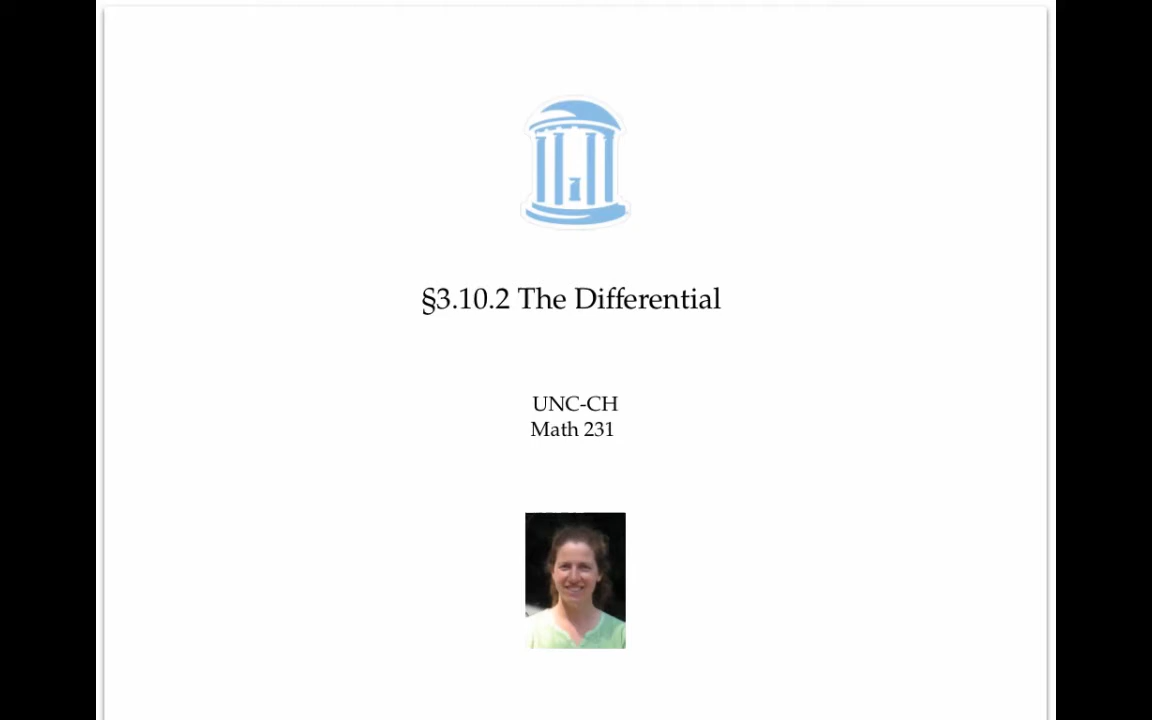 §3.10.2 The Differential
UNC-CH
Math 231